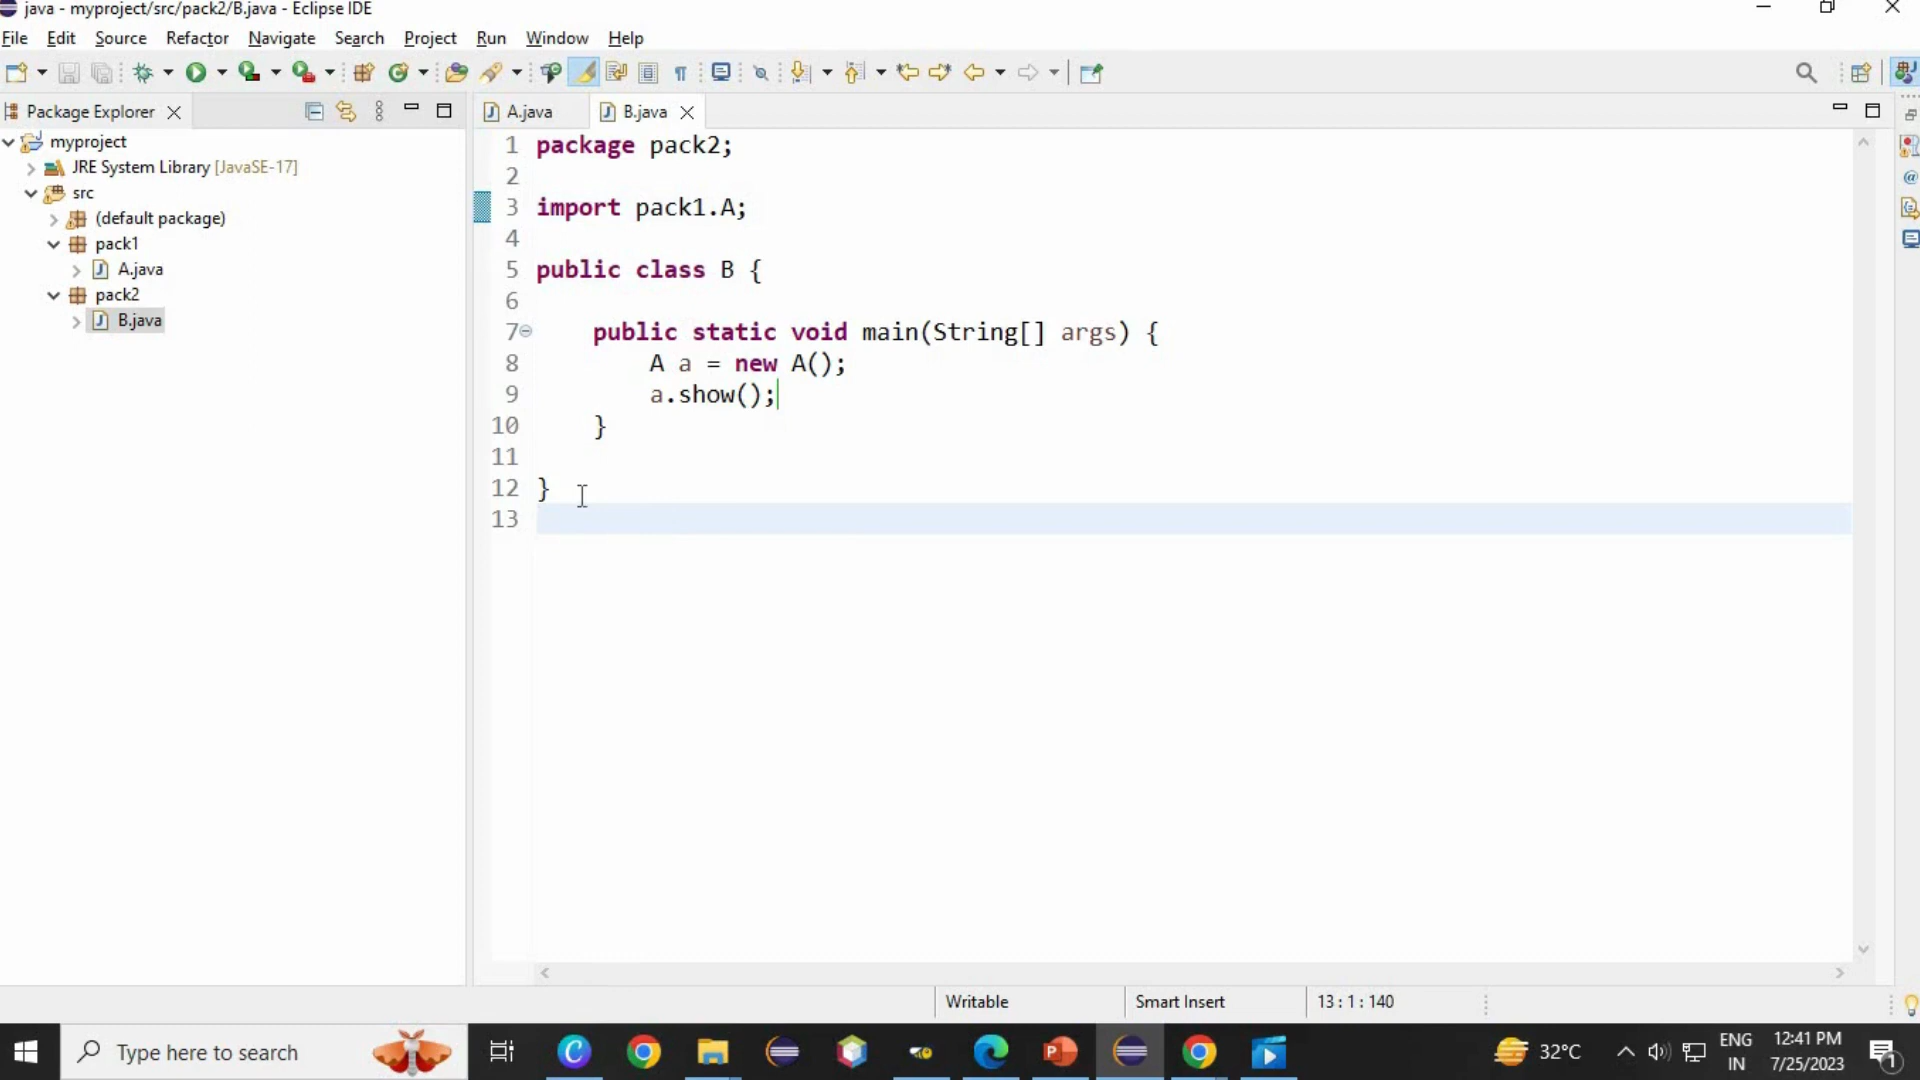 java - myproject/src/pack2/B.java - Eclipse IDE
File Edit Source Refactor Navigate Search Project Run Window Help
Package Explorer
A.java
B.java
myproject
JRE System Library [JavaSE-17]
src
(default package)
pack1
A.java
pack2
B.java
1 package pack2;
2
3 import pack1.A;
4
5 public class B {
6
7 public static void main(String[] args) {
8 A a = new A();
9 a.show();
10 }
11
12 }
13
Writable
Smart Insert
13 : 1 : 140
Type here to search
32°C
ENG
IN
12:41 PM
7/25/2023
1